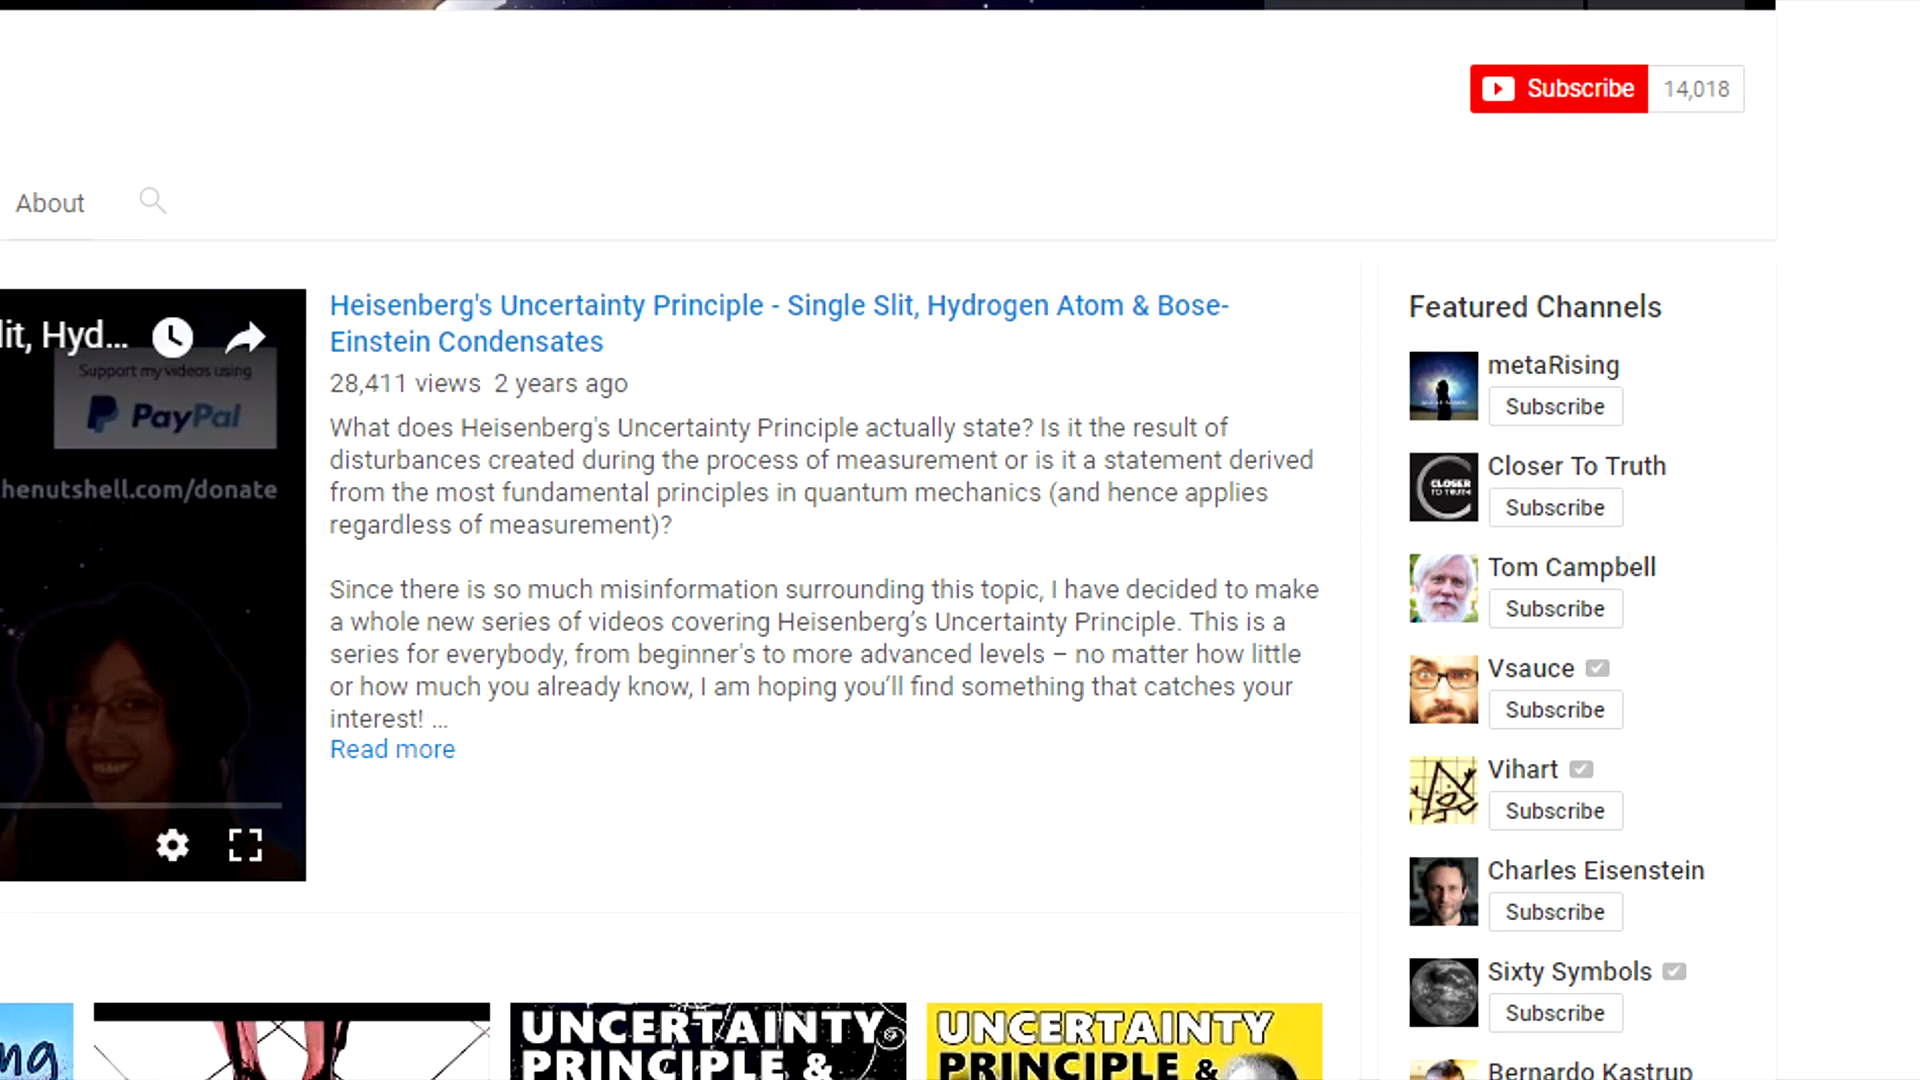 Subscribe 14,018
About
lit, Hyd...
Support my videos using
PayPal
henutshell.com/donate
Heisenberg's Uncertainty Principle - Single Slit, Hydrogen Atom & Bose-
Einstein Condensates
28,411 views 2 years ago
What does Heisenberg's Uncertainty Principle actually state? Is it the result of
disturbances created during the process of measurement or is it a statement derived
from the most fundamental principles in quantum mechanics (and hence applies
regardless of measurement)?
Since there is so much misinformation surrounding this topic, I have decided to make
a whole new series of videos covering Heisenberg’s Uncertainty Principle. This is a
series for everybody, from beginner's to more advanced levels – no matter how little
or how much you already know, I am hoping you’ll find something that catches your
interest! ...
Read more
Featured Channels
metaRising
Subscribe
CLOSER
TO TRUTH
Closer To Truth
Subscribe
Tom Campbell
Subscribe
Vsauce
Subscribe
Vihart
Subscribe
Charles Eisenstein
Subscribe
Sixty Symbols
Subscribe
Bernardo Kastrup
ng
UNCERTAINTY
PRINCIPLE &
UNCERTAINTY
PRINCIPLE &